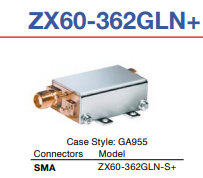 ZX60-362GLN+
Case Style: GA955
Connectors Model
SMA ZX60-362GLN-S+